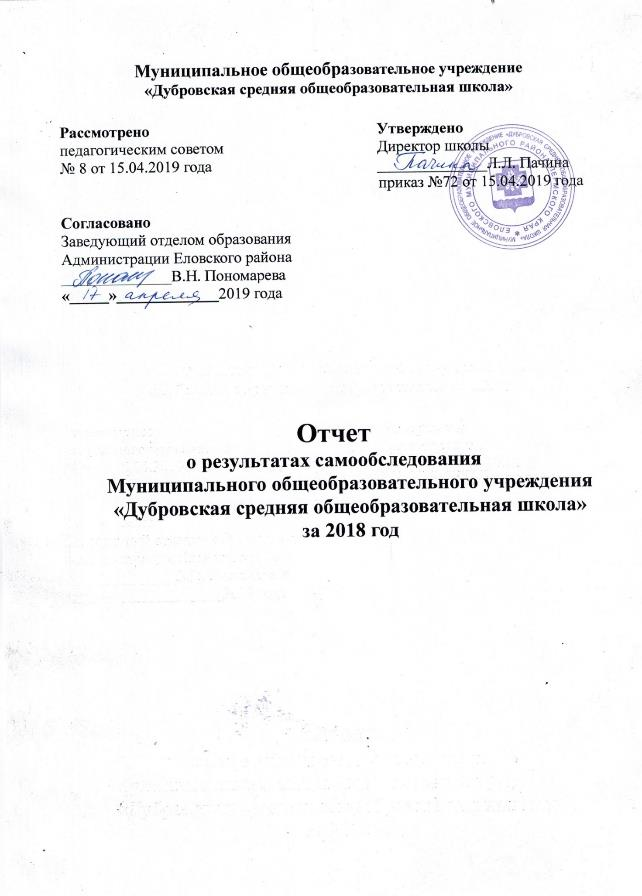 Муниципальное общеобразовательное учреждение
«Дубровская средняя общеобразовательная школа»
Рассмотрено
педагогическим советом
№ 8 от 15.04.2019 года
Утверждено
Директор школы
Пачина Л.Л. Пачина
приказ №72 от 15.04.2019 года
Согласовано
Заведующий отделом образования
Администрации Еловского района
В.Н. Пономарева
« 17 » апреля 2019 года
Отчет
о результатах самообследования
Муниципального общеобразовательного учреждения
«Дубровская средняя общеобразовательная школа»
за 2018 год